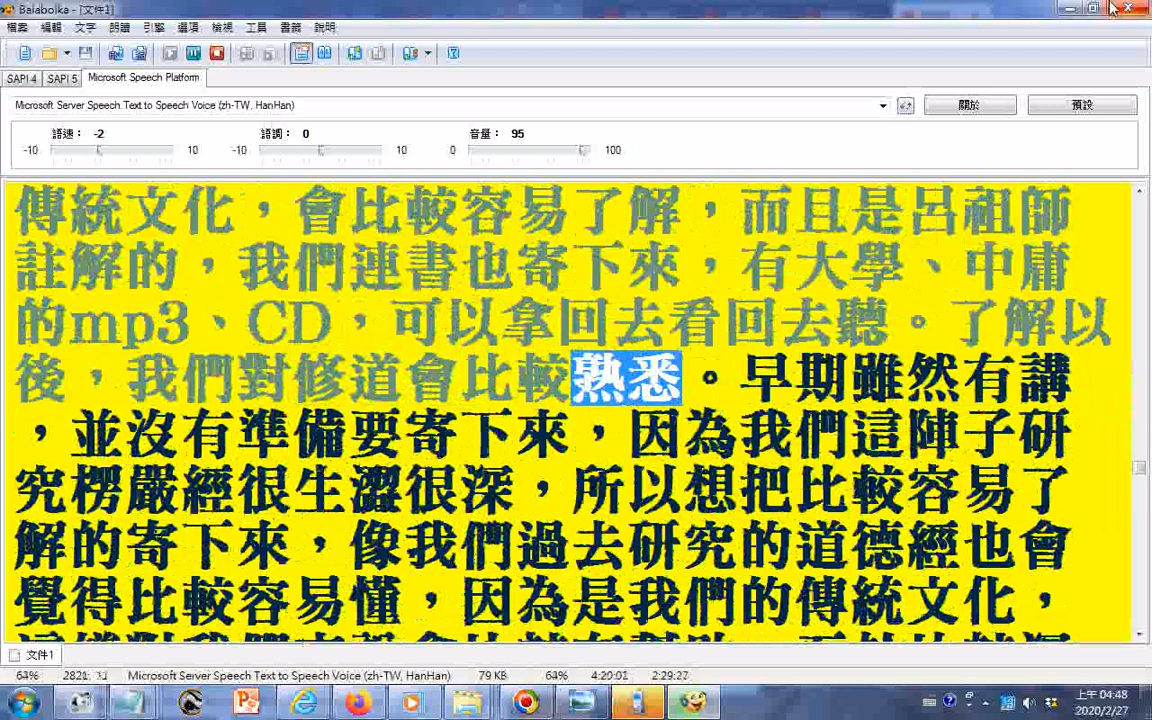 Balabolka - [文件1]
檔案 編輯 文字 朗讀 引擎 選項 檢視 工具 書籤 說明
SAPI 4 SAPI 5 Microsoft Speech Platform
Microsoft Server Speech Text to Speech Voice (zh-TW, HanHan) 關於 預設
語速： -2 語調： 0 音量： 95
-10 10 -10 10 0 100
傳統文化，會比較容易了解，而且是呂祖師
註解的，我們連書也寄下來，有大學、中庸
的mp3、CD，可以拿回去看回去聽。了解以
後，我們對修道會比較熟悉。早期雖然有講
，並沒有準備要寄下來，因為我們這陣子研
究楞嚴經很生澀很深，所以想把比較容易了
解的寄下來，像我們過去研究的道德經也會
覺得比較容易懂，因為是我們的傳統文化，
文件1
64% Microsoft Server Speech Text to Speech Voice (zh-TW, HanHan) 79 KB 64% 4:20:01 2:29:27
上午 04:48
2020/2/27